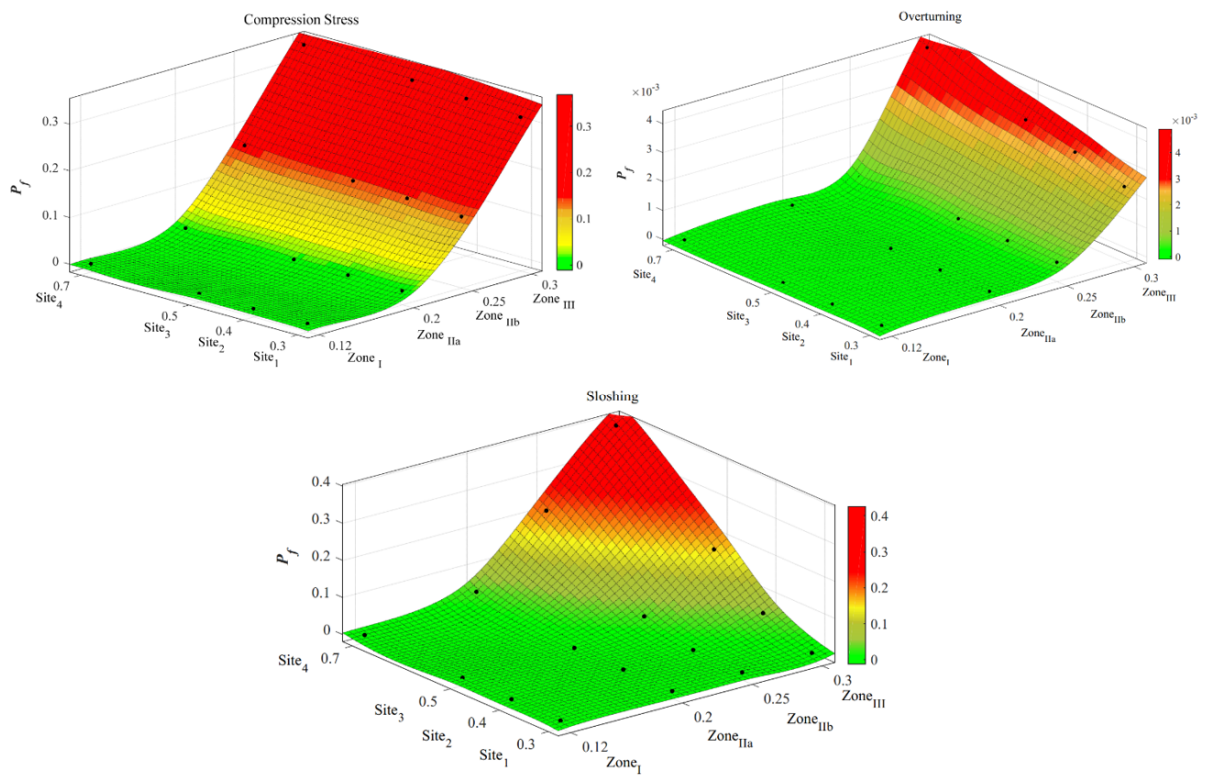 Compression Stress
0.3
0.2
0.1
0
P_f
0.7
0.5
0.4
0.3
Site_4
Site_3
Site_2
Site_1
0.12
0.2
0.25
0.3
Zone_I
Zone_IIa
Zone_IIb
Zone_III
0.3
0.2
0.1
0
Overturning
×10^-3
4
3
2
1
0
P_f
0.7
0.5
0.4
0.3
Site_4
Site_3
Site_2
Site_1
0.12
0.2
0.25
0.3
Zone_I
Zone_IIa
Zone_IIb
Zone_III
×10^-3
4
3
2
1
0
Sloshing
0.4
0.3
0.2
0.1
0
P_f
0.7
0.5
0.4
0.3
Site_4
Site_3
Site_2
Site_1
0.12
0.2
0.25
0.3
Zone_I
Zone_IIa
Zone_IIb
Zone_III
0.4
0.3
0.2
0.1
0